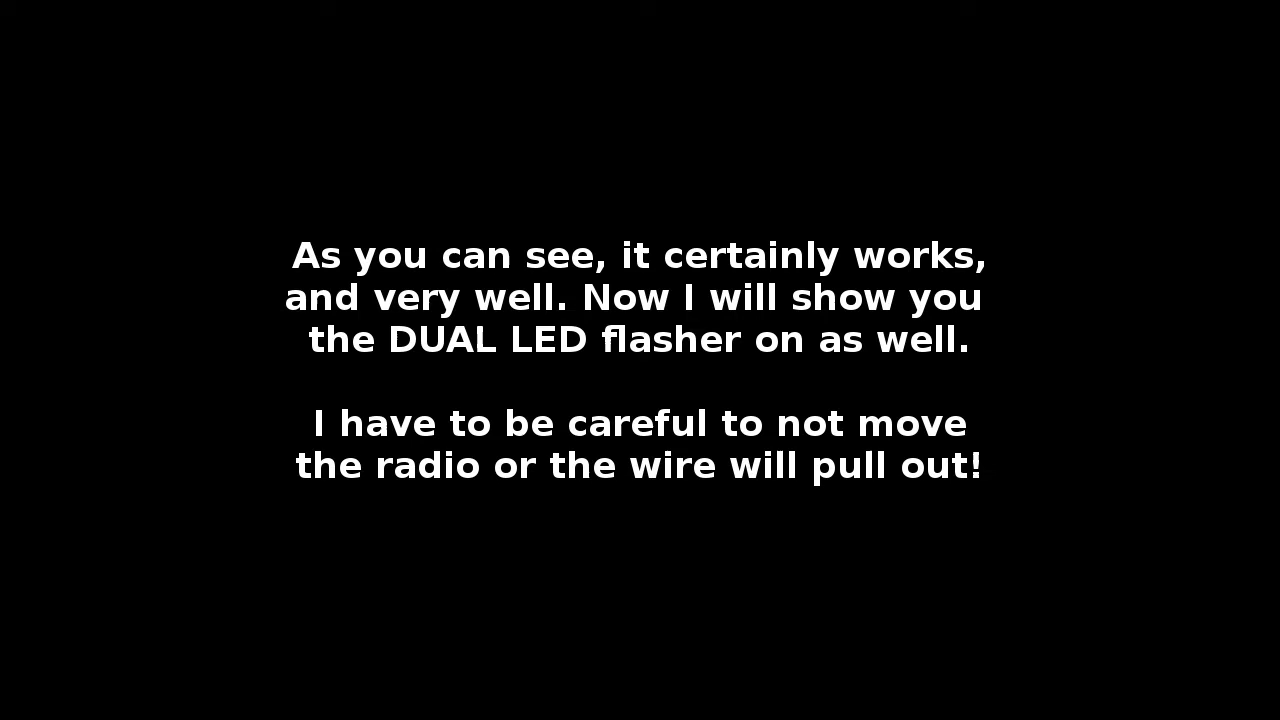 As you can see, it certainly works,
and very well. Now I will show you
the DUAL LED flasher on as well.
I have to be careful to not move
the radio or the wire will pull out!